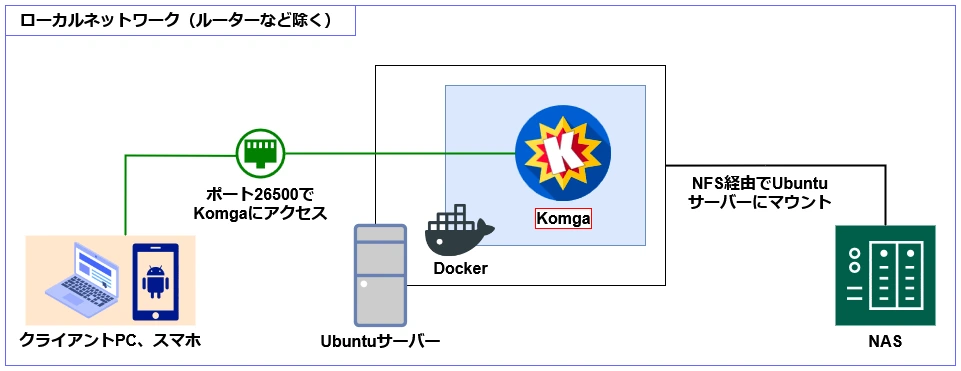 ローカルネットワーク（ルーターなど除く）
K
ポート26500で
Komgaにアクセス
Komga
NFS経由でUbuntu
サーバーにマウント
Docker
クライアントPC、スマホ
Ubuntuサーバー
NAS